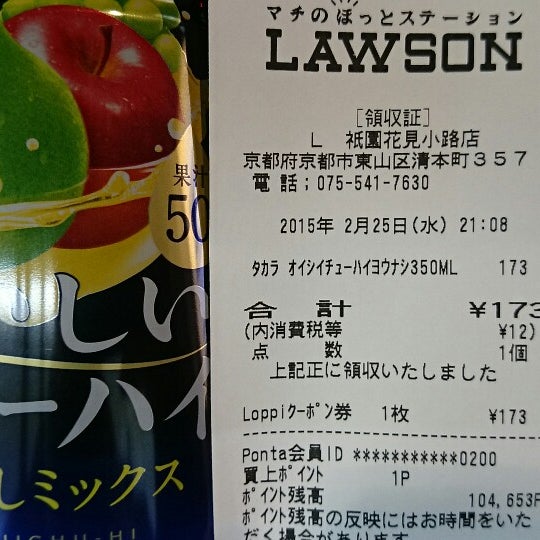 果汁
50
しい
ーハイ
しミックス
マチのほっとステーション
LAWSON
[領収証]
L 祇園花見小路店
京都府京都市東山区清本町357
電話;075-541-7630
2015年 2月25日(水) 21:08
タカラ オイシイチューハイヨウナシ350ML 173
合計 ¥173
(内消費税等 ¥12)
点数 1個
上記正に領収いたしました
Loppiクーポン券 1枚 ¥173
Ponta会員ID ***********0200
買上ポイント 1P
ポイント残高 104,653P
ポイント残高の反映にはお時間をいた
だく場合があります